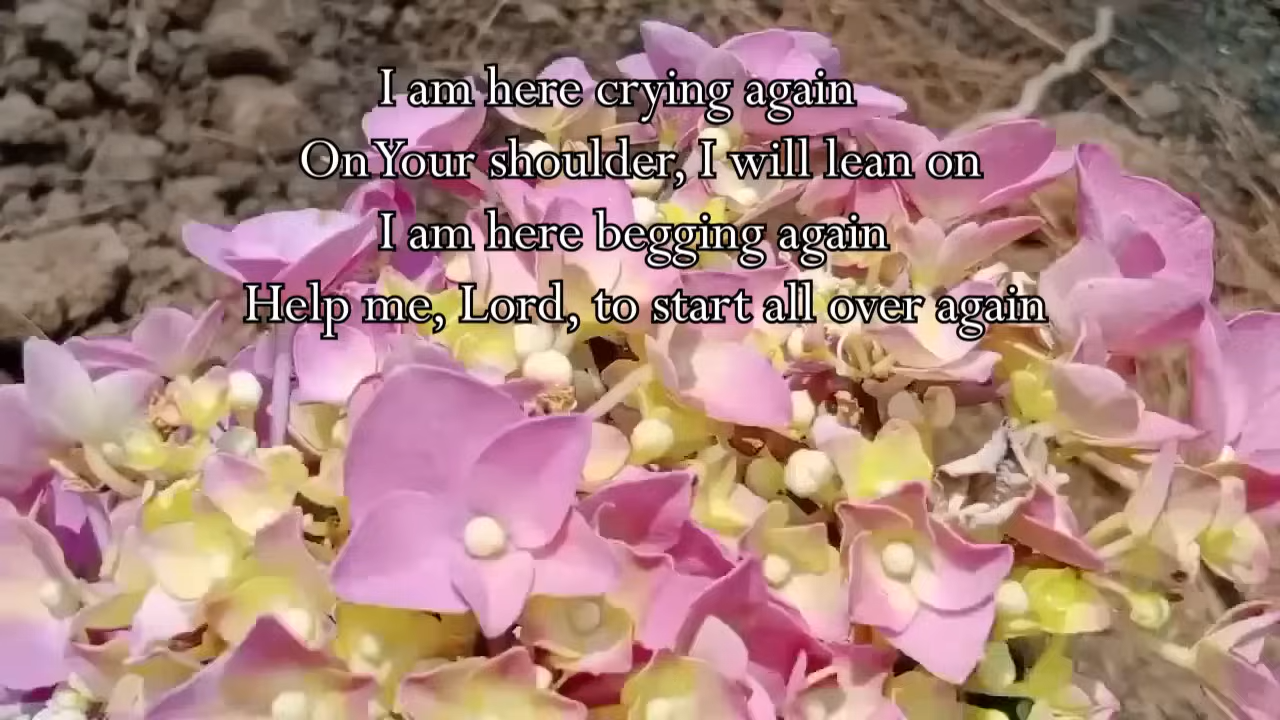 I am here crying again
On Your shoulder, I will lean on
I am here begging again
Help me, Lord, to start all over again